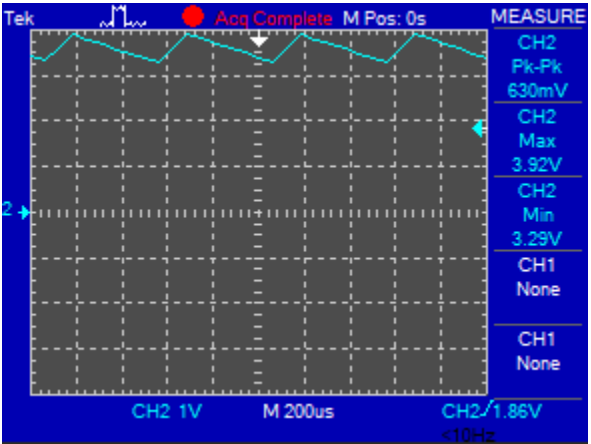 Tek Acq Complete M Pos: 0s MEASURE
CH2
Pk-Pk
630mV
CH2
Max
3.92V
2
CH2
Min
3.29V
CH1
None
CH1
None
CH2 1V M 200us CH2 1.86V
<10Hz